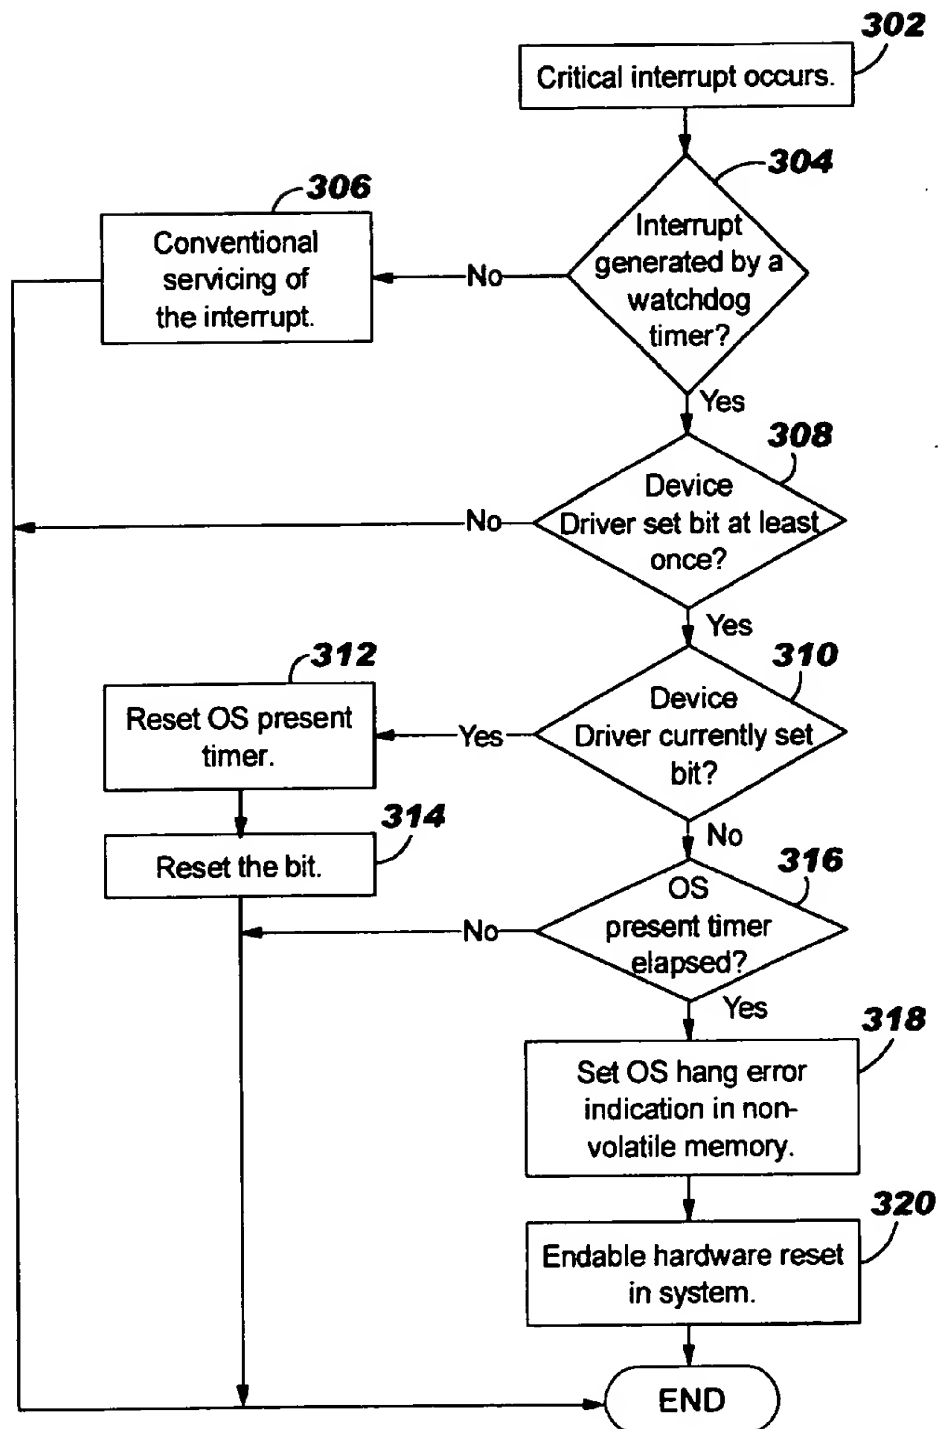 302
Critical interrupt occurs.
304
Interrupt
generated by a
watchdog
timer?
306
Conventional
servicing of
the interrupt.
No
Yes
308
Device
Driver set bit at least
once?
No
Yes
310
Device
Driver currently set
bit?
312
Reset OS present
timer.
Yes
314
Reset the bit.
No
316
OS
present timer
elapsed?
No
Yes
318
Set OS hang error
indication in non-
volatile memory.
320
Endable hardware reset
in system.
END